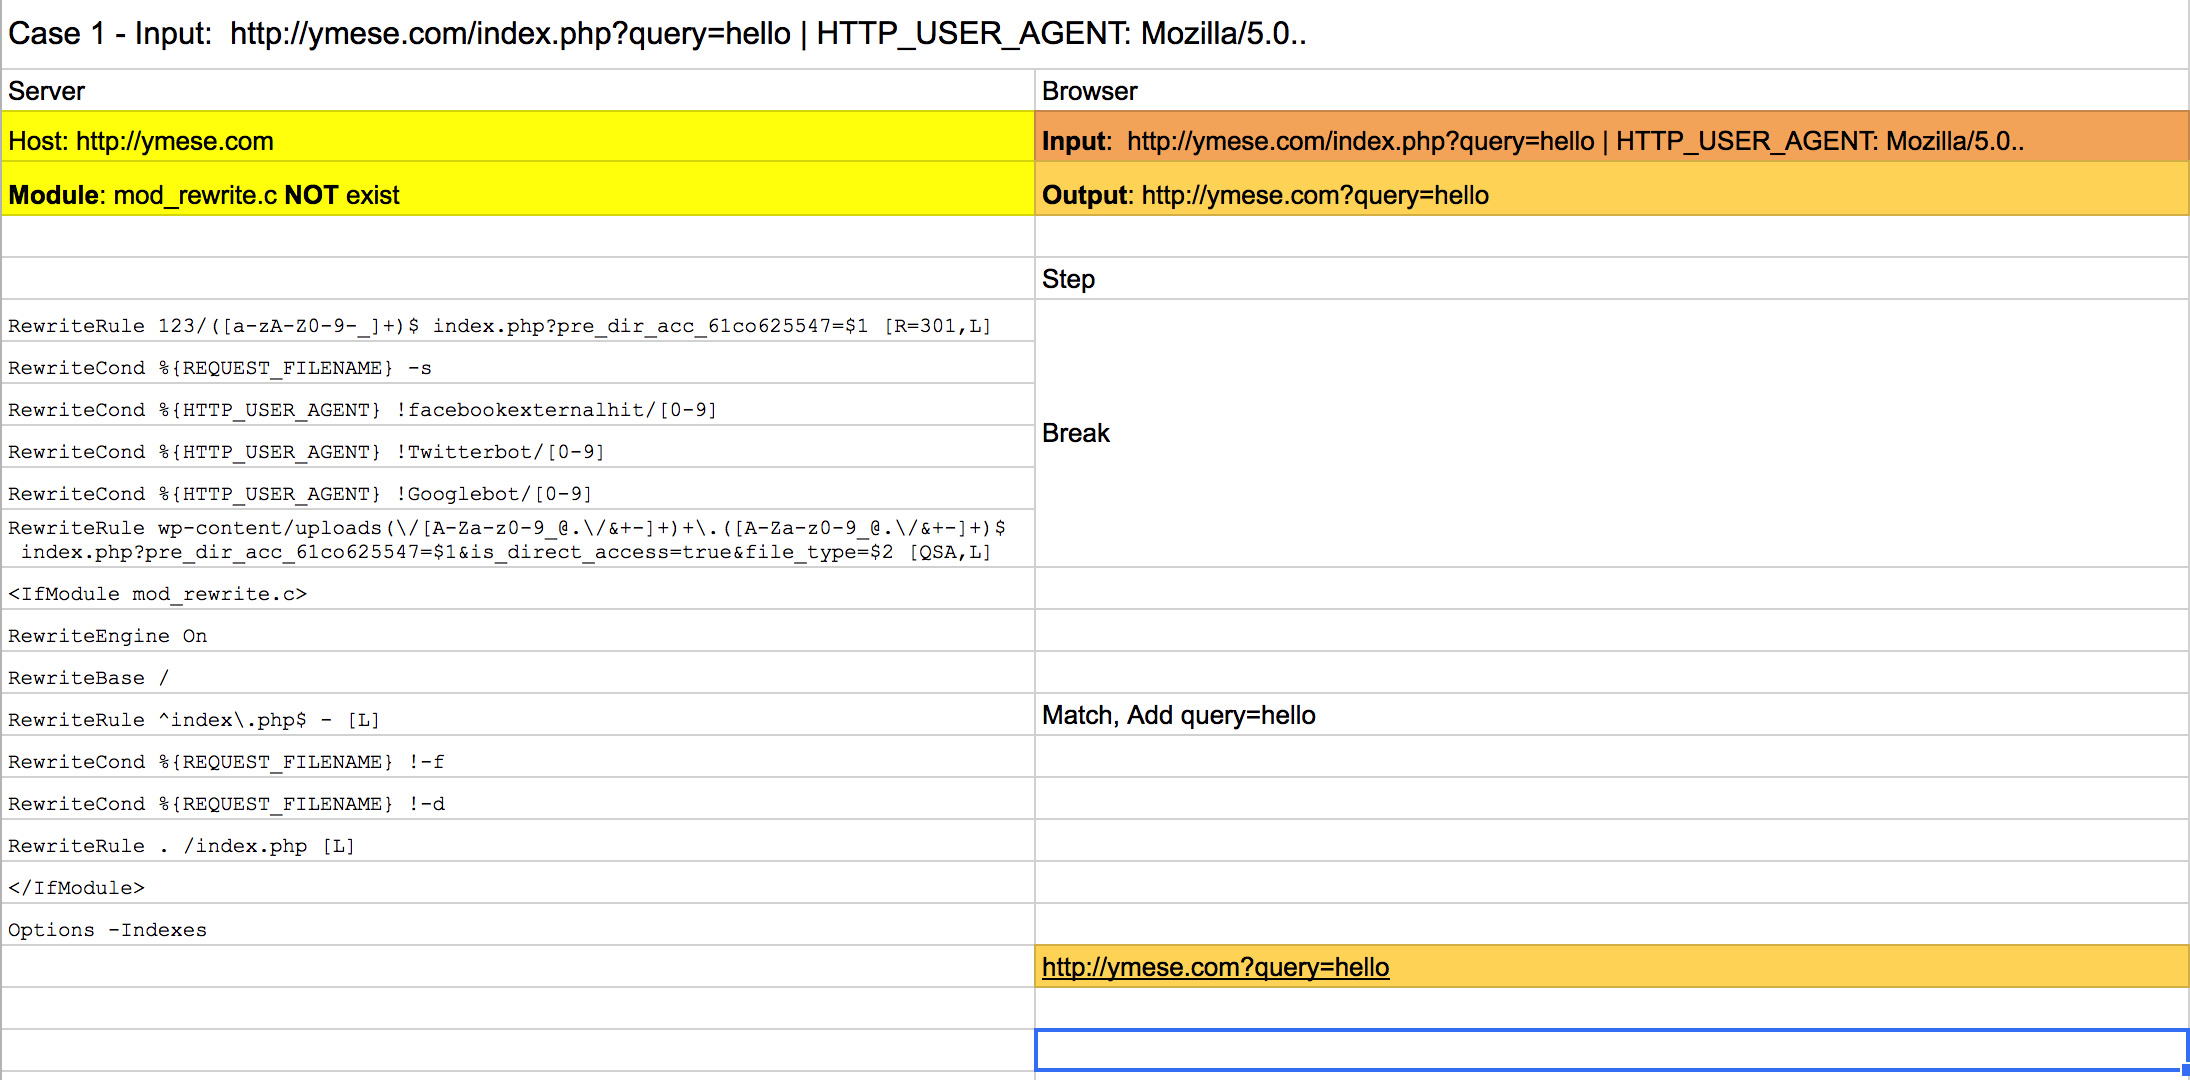 Case 1 - Input:  http://ymese.com/index.php?query=hello | HTTP_USER_AGENT: Mozilla/5.0..
Server
Browser
Host: http://ymese.com
Input:  http://ymese.com/index.php?query=hello | HTTP_USER_AGENT: Mozilla/5.0..
Module: mod_rewrite.c NOT exist
Output: http://ymese.com?query=hello
Step
RewriteRule 123/([a-zA-Z0-9-_]+)$ index.php?pre_dir_acc_61co625547=$1 [R=301,L]
RewriteCond %{REQUEST_FILENAME} -s
RewriteCond %{HTTP_USER_AGENT} !facebookexternalhit/[0-9]
Break
RewriteCond %{HTTP_USER_AGENT} !Twitterbot/[0-9]
RewriteCond %{HTTP_USER_AGENT} !Googlebot/[0-9]
RewriteRule wp-content/uploads(\/[A-Za-z0-9_@.\/&+-]+)+\.([A-Za-z0-9_@.\/&+-]+)$
index.php?pre_dir_acc_61co625547=$1&is_direct_access=true&file_type=$2 [QSA,L]
<IfModule mod_rewrite.c>
RewriteEngine On
RewriteBase /
RewriteRule ^index\.php$ - [L]
Match, Add query=hello
RewriteCond %{REQUEST_FILENAME} !-f
RewriteCond %{REQUEST_FILENAME} !-d
RewriteRule . /index.php [L]
</IfModule>
Options -Indexes
http://ymese.com?query=hello